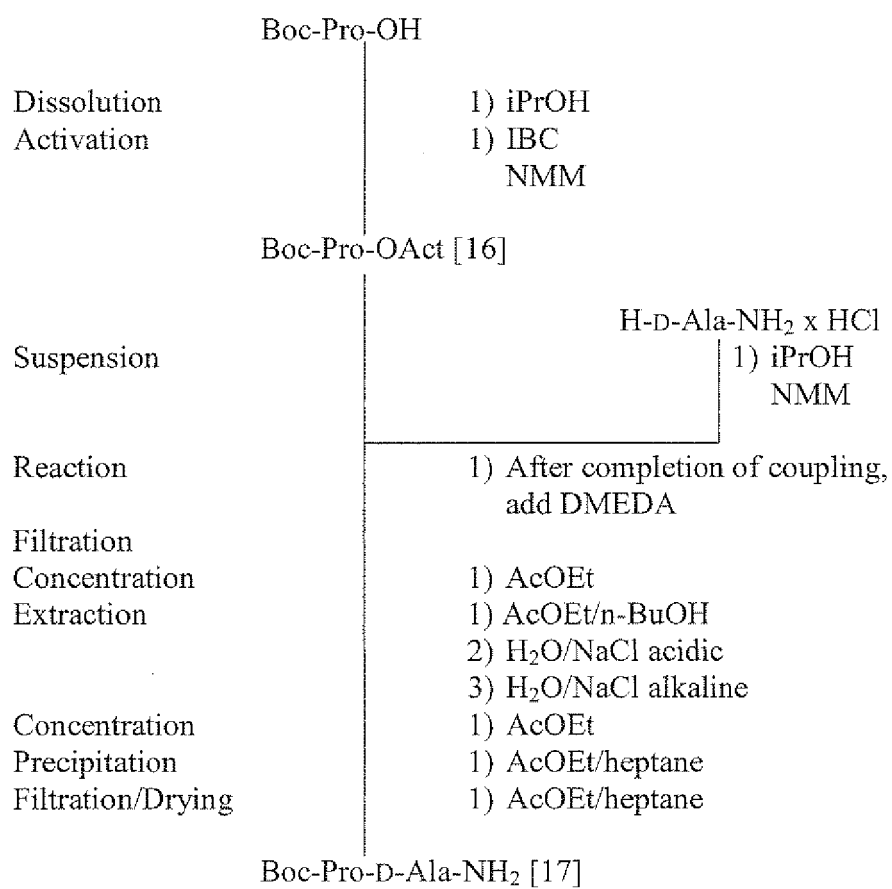 Boc-Pro-OH
Dissolution 1) iPrOH
Activation 1) IBC
NMM
Boc-Pro-OAct [16]
H-D-Ala-NH₂ x HCl
Suspension 1) iPrOH
NMM
Reaction 1) After completion of coupling,
add DMEDA
Filtration
Concentration 1) AcOEt
Extraction 1) AcOEt/n-BuOH
2) H₂O/NaCl acidic
3) H₂O/NaCl alkaline
Concentration 1) AcOEt
Precipitation 1) AcOEt/heptane
Filtration/Drying 1) AcOEt/heptane
Boc-Pro-D-Ala-NH₂ [17]